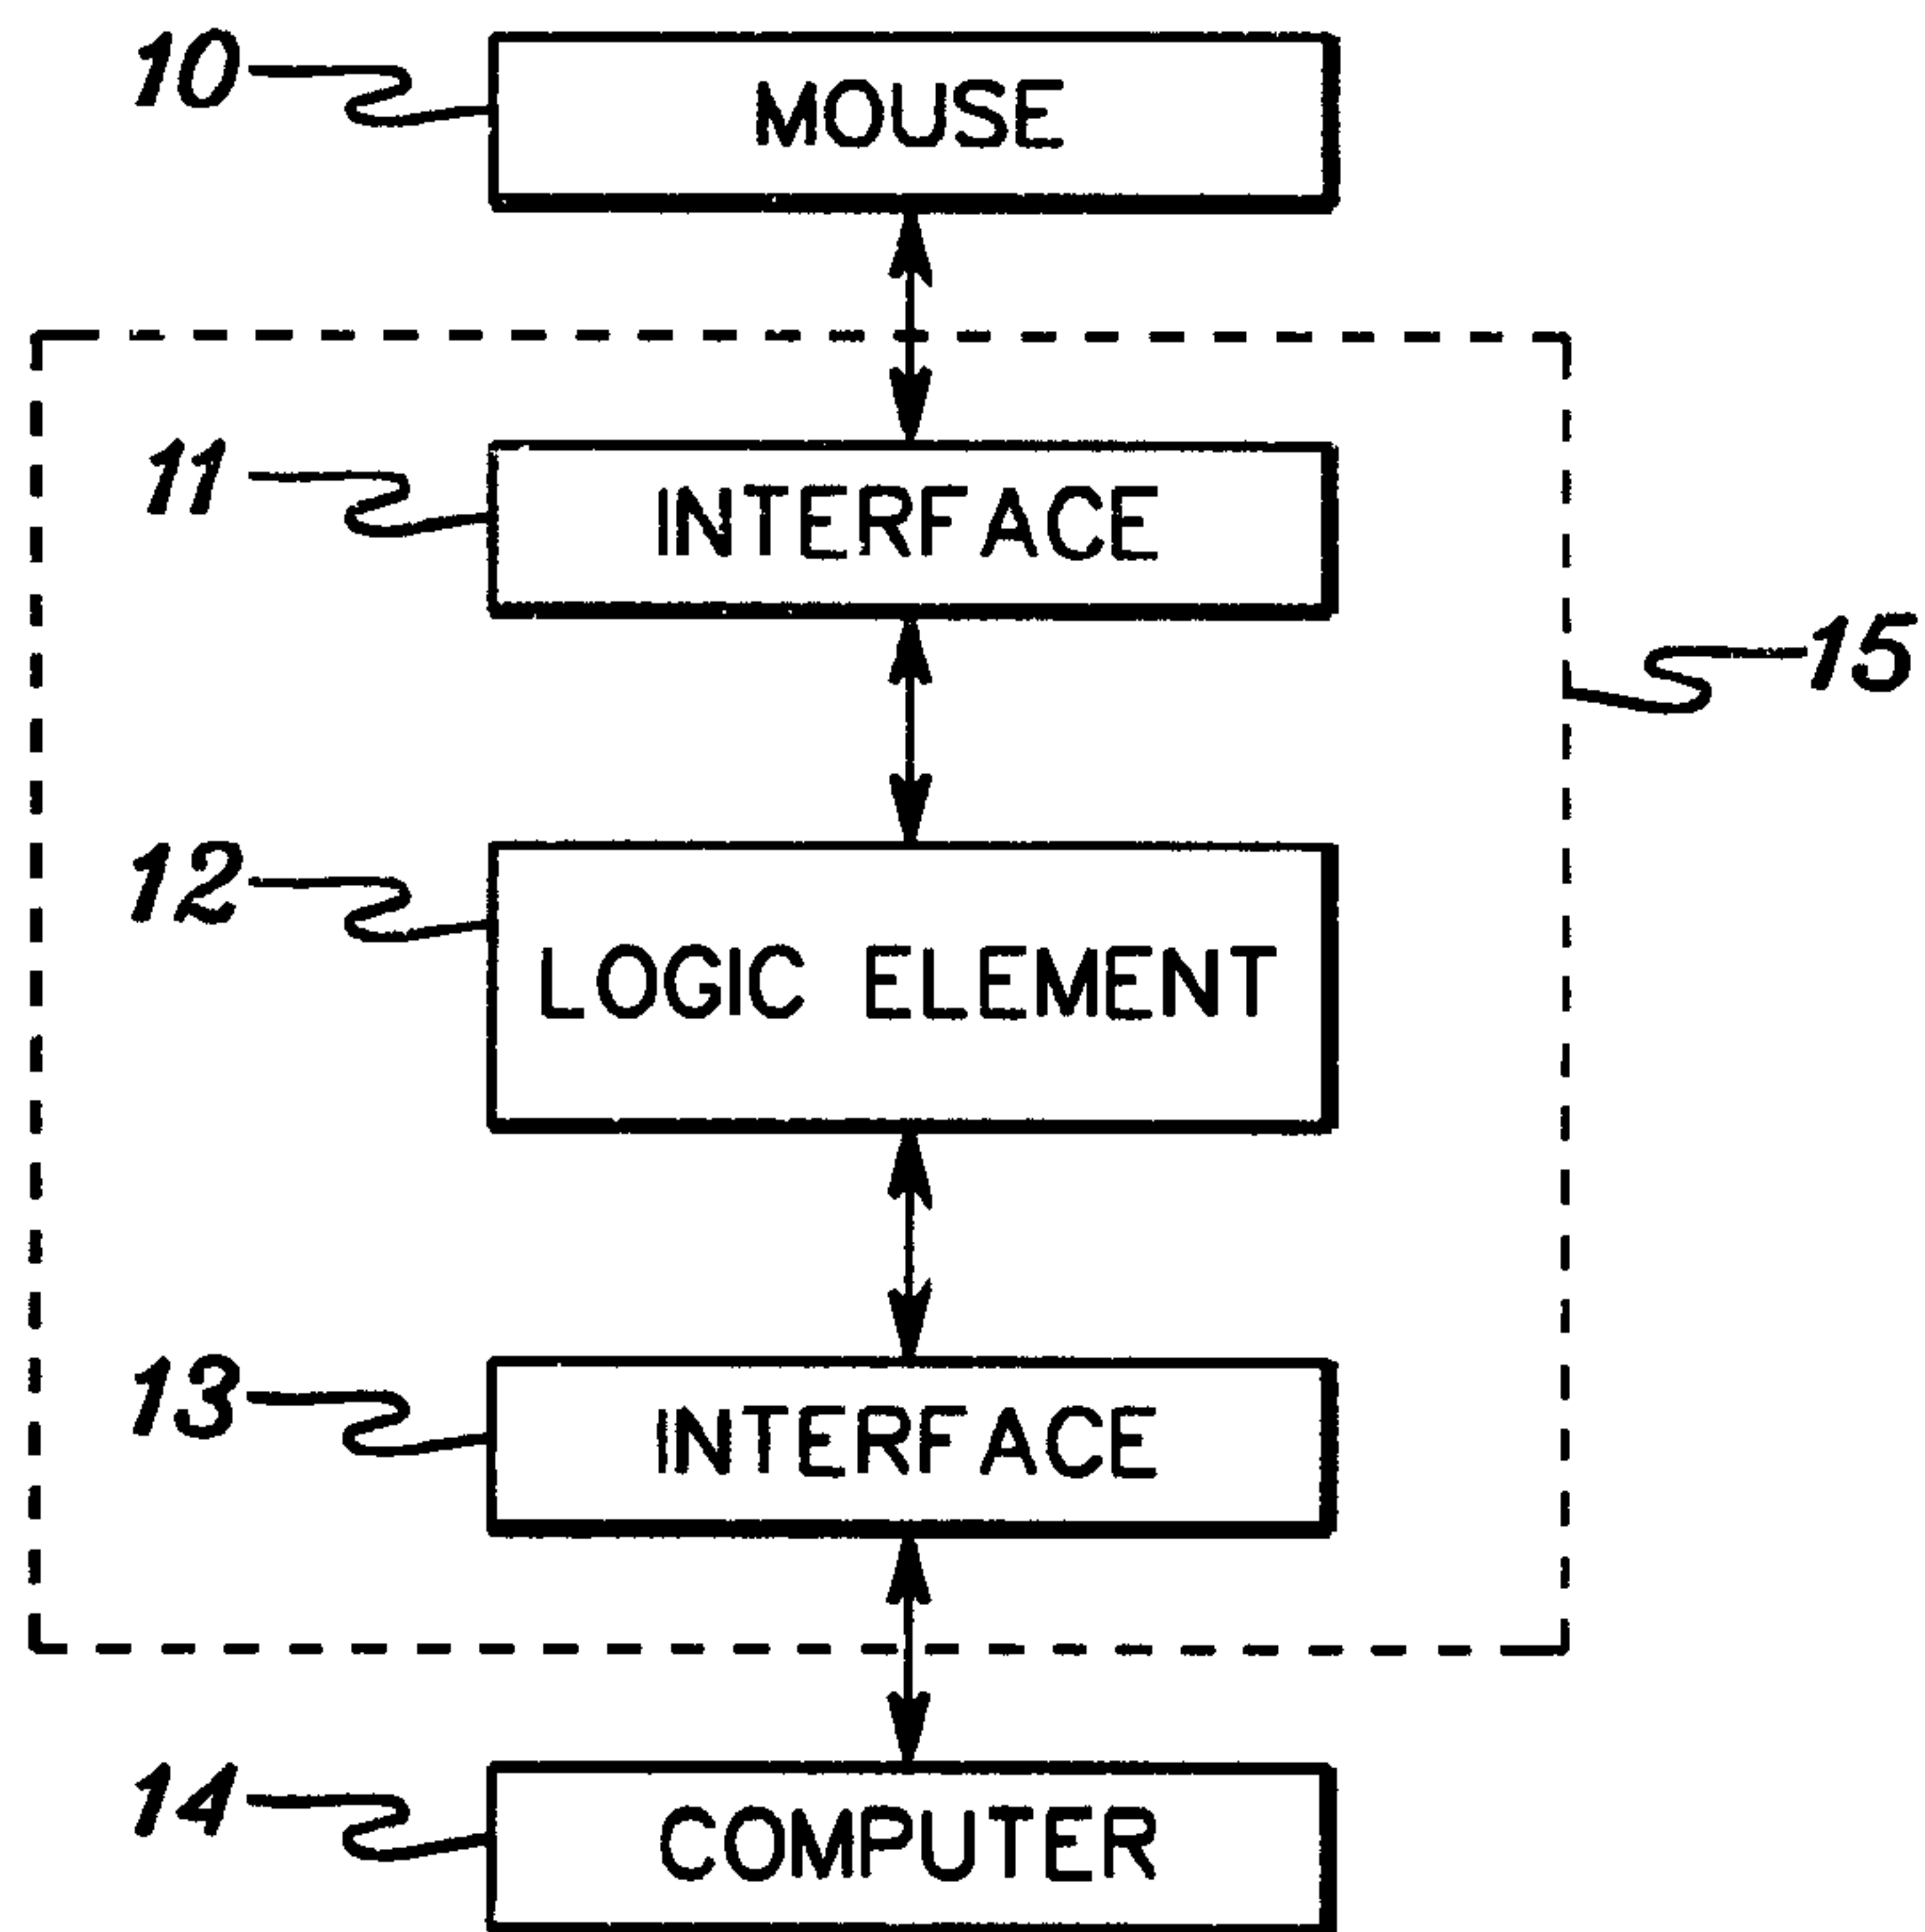 10
MOUSE
11
INTERFACE
15
12
LOGIC ELEMENT
13
INTERFACE
14
COMPUTER